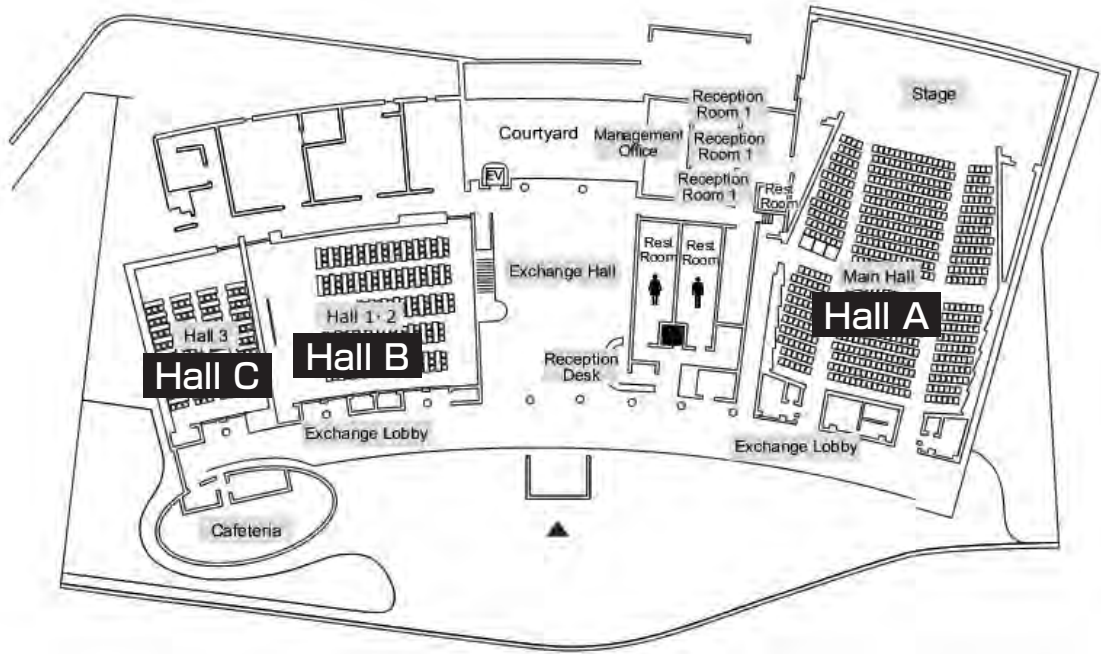 Stage
Reception
Room 1
Courtyard
Management
Office
Reception
Room 1
EV
Reception
Room 1
Rest
Room
Rest
Room
Rest
Room
Exchange Hall
Main Hall
Hall A
Hall 1・2
Hall B
Hall 3
Hall C
Reception
Desk
Exchange Lobby
Exchange Lobby
Cafeteria